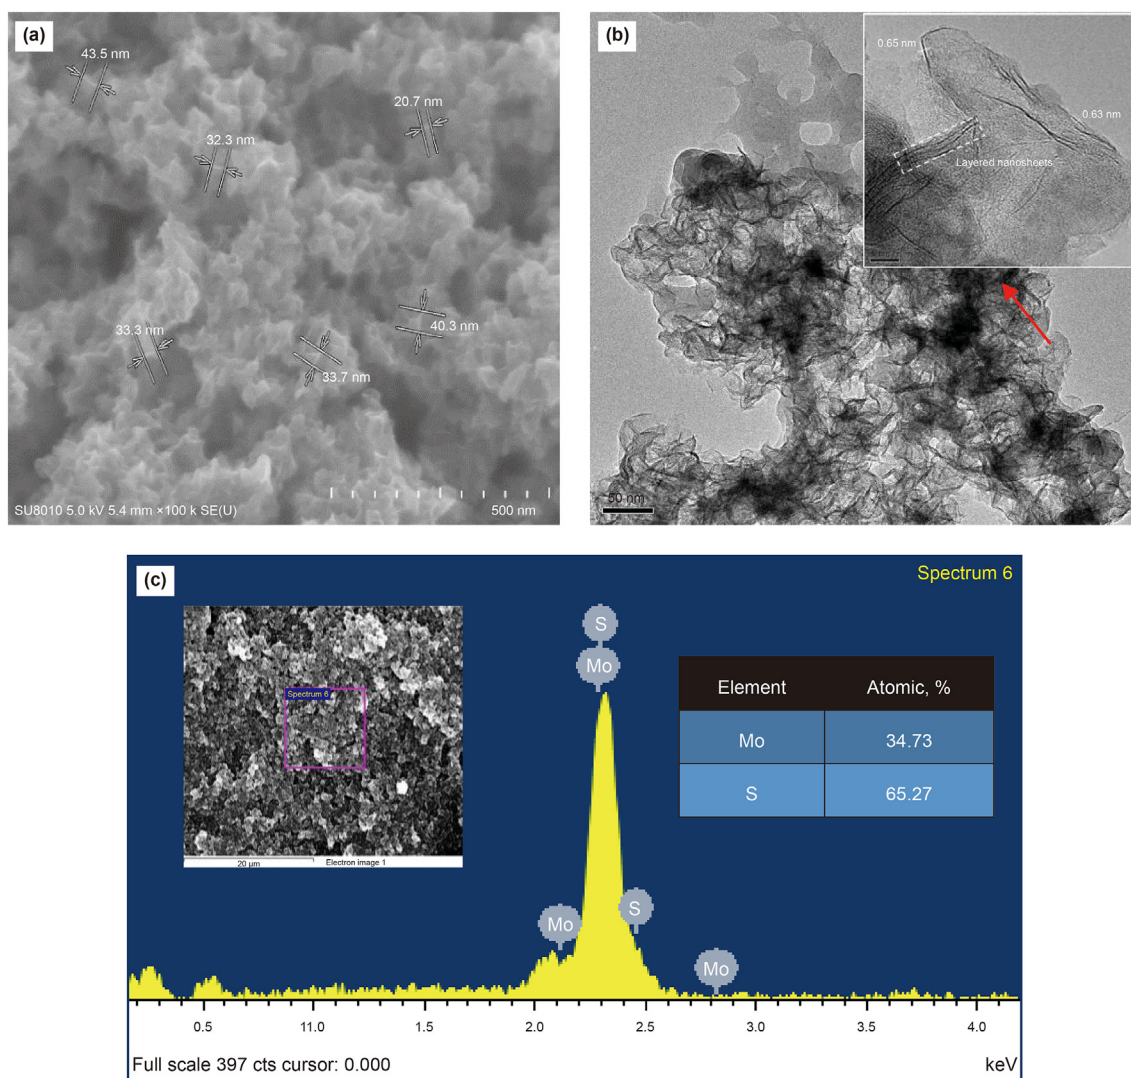 (a)
43.5 nm
20.7 nm
32.3 nm
33.3 nm
40.3 nm
33.7 nm
SU8010 5.0 kV 5.4 mm ×100 k SE(U)
500 nm
(b)
0.65 nm
0.63 nm
Layered nanosheets
50 nm
(c)
Spectrum 6
Spectrum 6
20 μm
Electron image 1
S
Mo
Mo
S
Mo
Element Atomic, %
Mo 34.73
S 65.27
0.5 11.0 1.5 2.0 2.5 3.0 3.5 4.0
Full scale 397 cts cursor: 0.000
keV